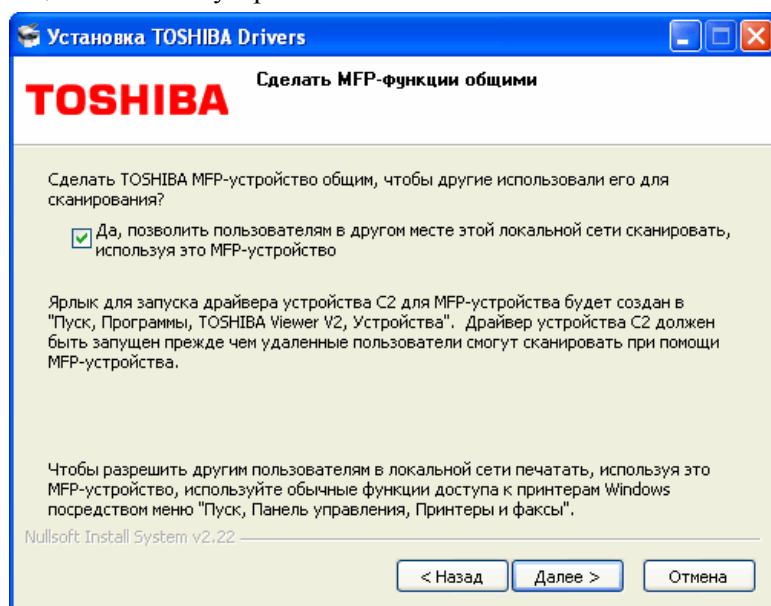 Установка TOSHIBA Drivers
TOSHIBA
Сделать MFP-функции общими
Сделать TOSHIBA MFP-устройство общим, чтобы другие использовали его для
сканирования?
Да, позволить пользователям в другом месте этой локальной сети сканировать,
используя это MFP-устройство
Ярлык для запуска драйвера устройства C2 для MFP-устройства будет создан в
"Пуск, Программы, TOSHIBA Viewer V2, Устройства". Драйвер устройства C2 должен
быть запущен прежде чем удаленные пользователи смогут сканировать при помощи
MFP-устройства.
Чтобы разрешить другим пользователям в локальной сети печатать, используя это
MFP-устройство, используйте обычные функции доступа к принтерам Windows
посредством меню "Пуск, Панель управления, Принтеры и факсы".
Nullsoft Install System v2.22
< Назад
Далее >
Отмена